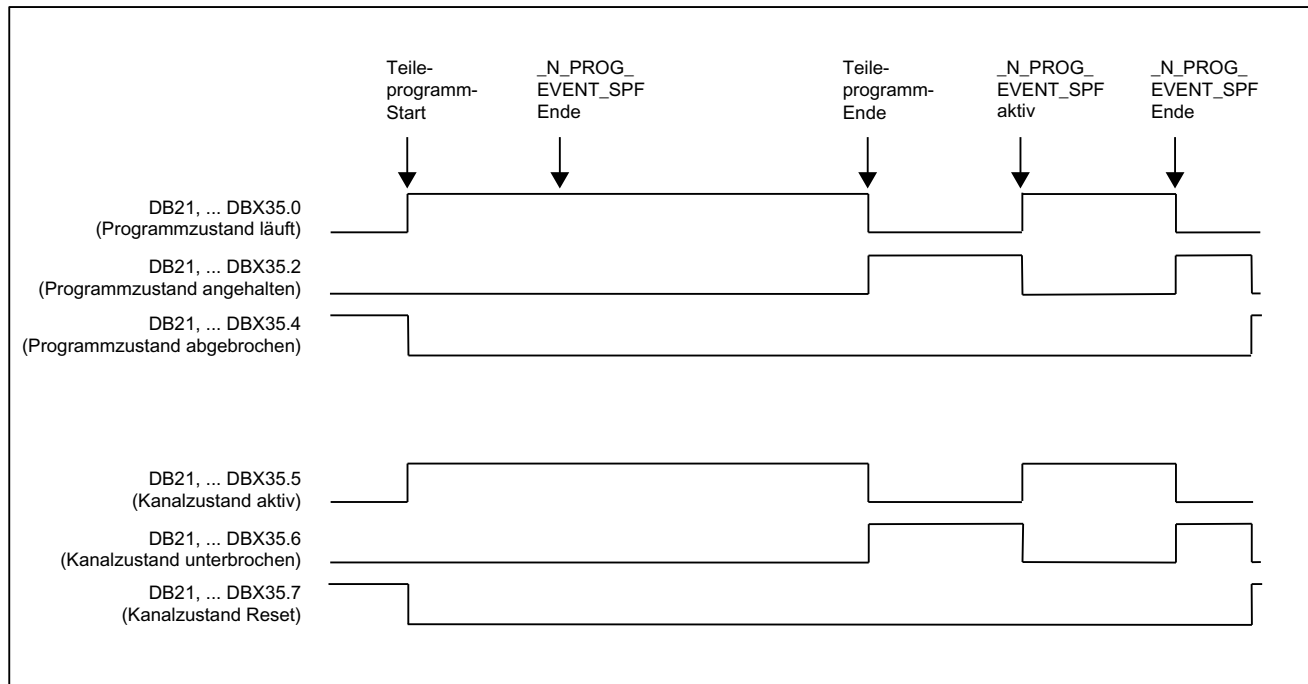 Teile-
programm-
Start
_N_PROG_
EVENT_SPF
Ende
Teile-
programm-
Ende
_N_PROG_
EVENT_SPF
aktiv
_N_PROG_
EVENT_SPF
Ende
DB21, ... DBX35.0
(Programmzustand läuft)
DB21, ... DBX35.2
(Programmzustand angehalten)
DB21, ... DBX35.4
(Programmzustand abgebrochen)
DB21, ... DBX35.5
(Kanalzustand aktiv)
DB21, ... DBX35.6
(Kanalzustand unterbrochen)
DB21, ... DBX35.7
(Kanalzustand Reset)